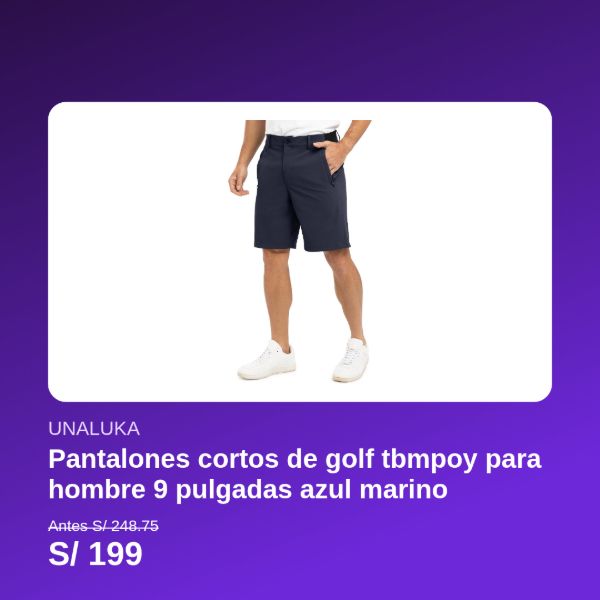 UNALUKA
Pantalones cortos de golf tbmpoy para
hombre 9 pulgadas azul marino
Antes S/ 248.75
S/ 199